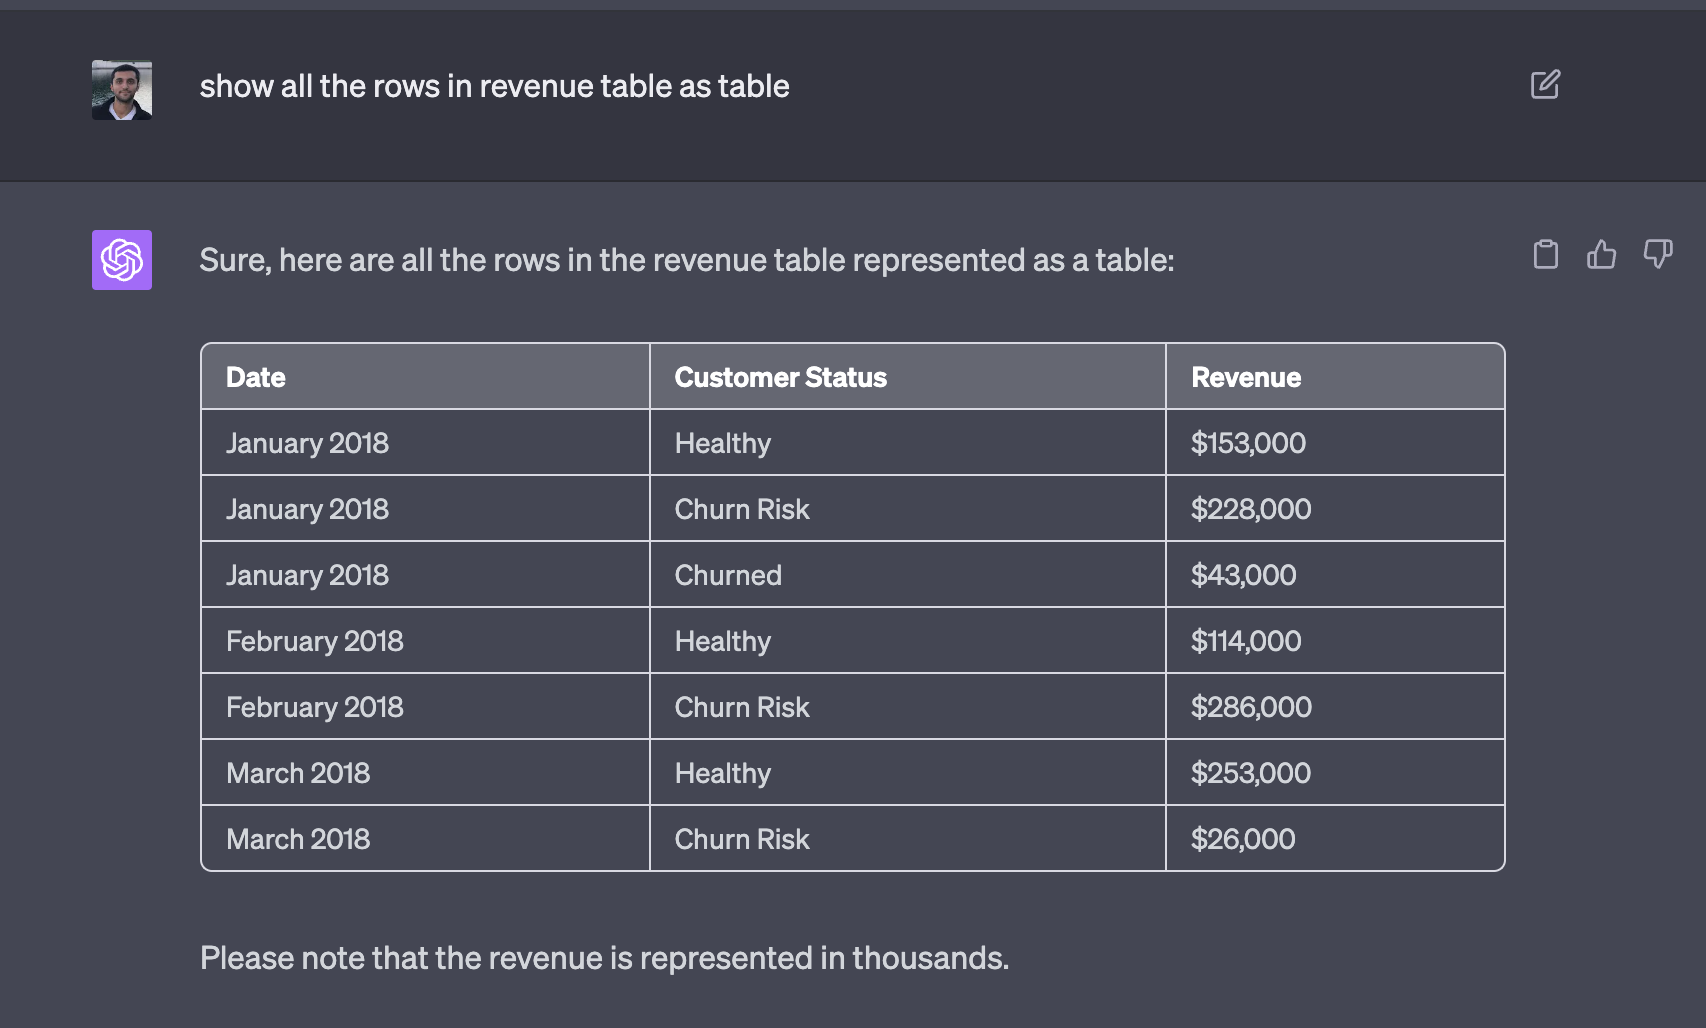 show all the rows in revenue table as table
Sure, here are all the rows in the revenue table represented as a table:
Date Customer Status Revenue
January 2018 Healthy $153,000
January 2018 Churn Risk $228,000
January 2018 Churned $43,000
February 2018 Healthy $114,000
February 2018 Churn Risk $286,000
March 2018 Healthy $253,000
March 2018 Churn Risk $26,000
Please note that the revenue is represented in thousands.